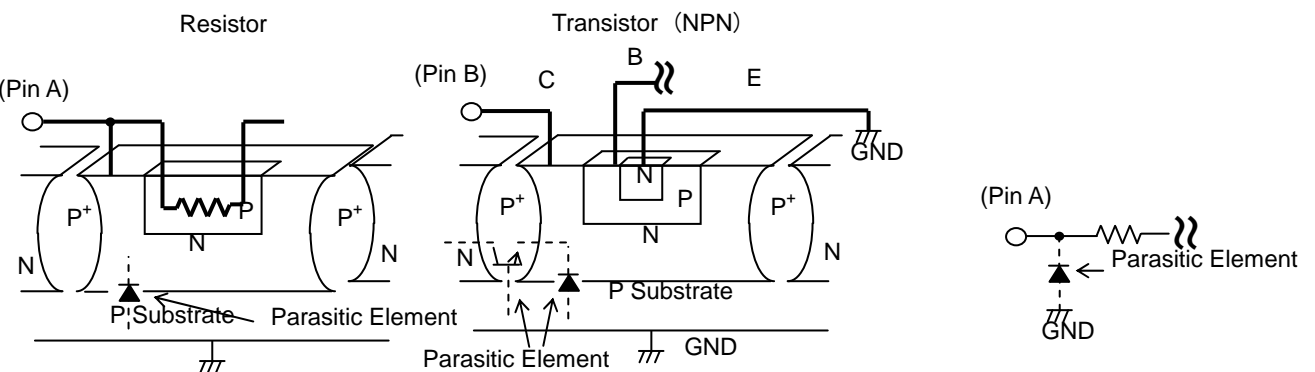 Resistor
(Pin A)
P+
P
P+
N
N
N
P Substrate
Parasitic Element
Transistor (NPN)
(Pin B)
C
B
E
GND
N
P+
P
P+
N
N
N
P Substrate
Parasitic Element
GND
(Pin A)
Parasitic Element
GND